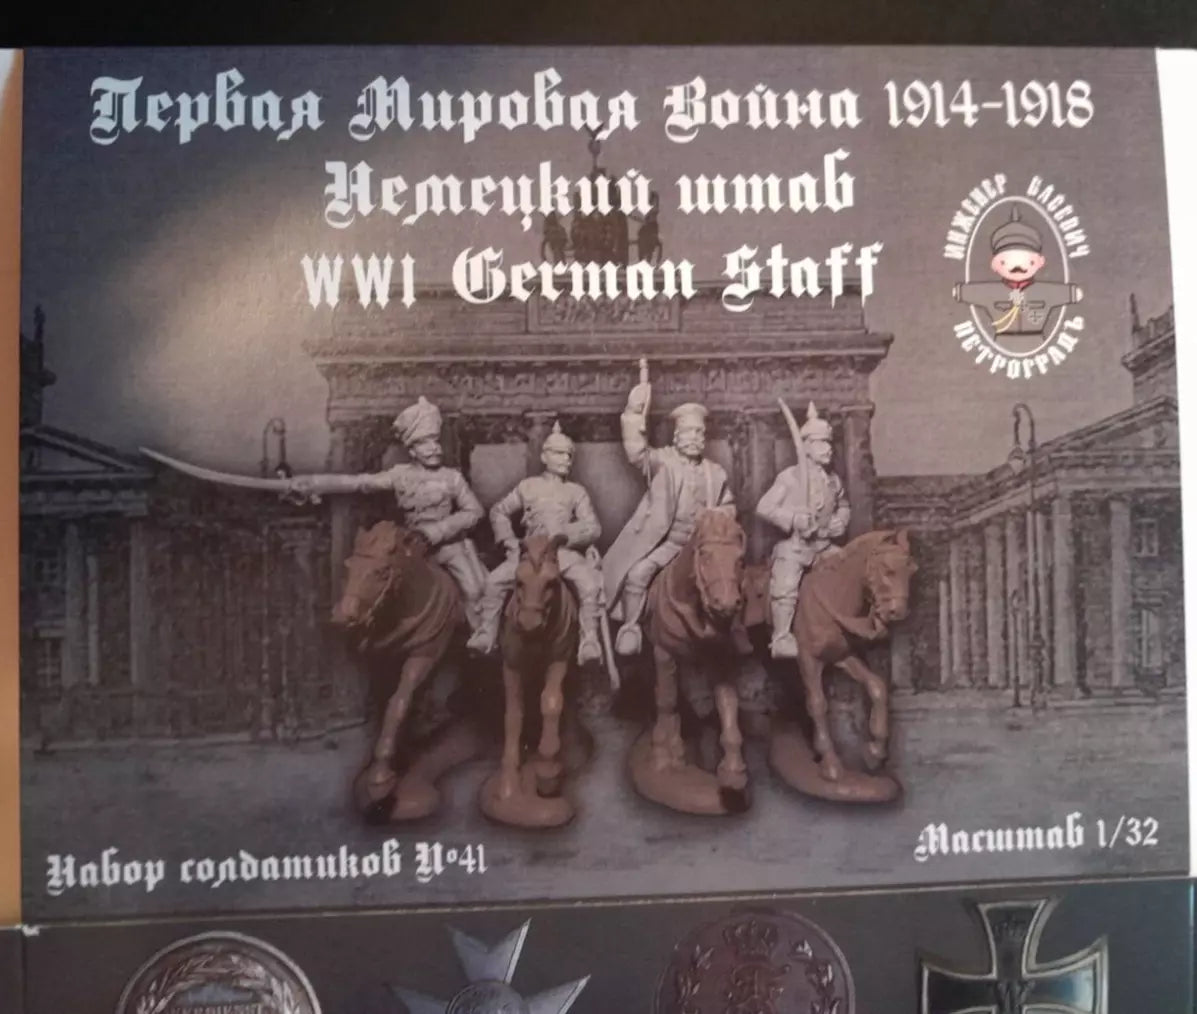 Первая Мировая Война 1914-1918
Немецкий штаб
WWI German Staff
ИНЖЕНЕР БАСЕВИЧ
ПЕТРОГРАДЪ
Набор солдатиков №41
Масштаб 1/32